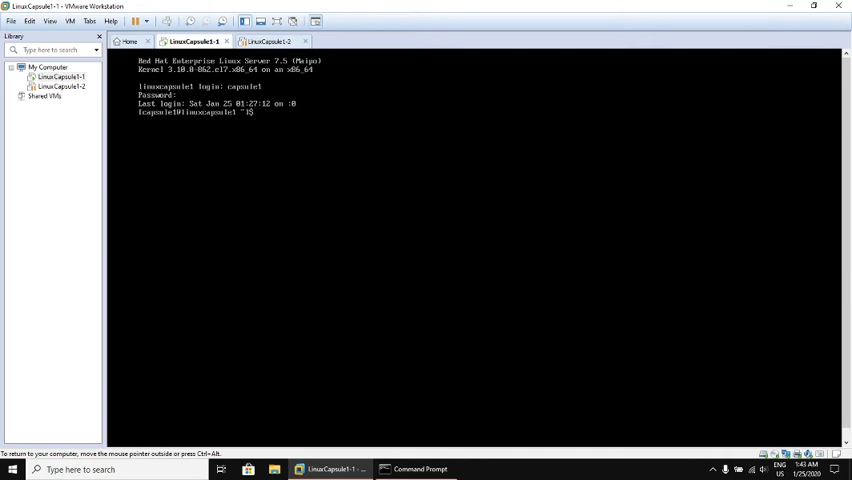 LinuxCapsule1-1 - VMware Workstation
File Edit View VM Tabs Help
Library
Type here to search
My Computer
LinuxCapsule1-1
LinuxCapsule1-2
Shared VMs
Home LinuxCapsule1-1 LinuxCapsule1-2
Red Hat Enterprise Linux Server 7.5 (Maipo)
Kernel 3.10.0-862.el7.x86_64 on an x86_64
linuxcapsule1 login: capsule1
Password:
Last login: Sat Jan 25 01:27:12 on :0
[capsule1@linuxcapsule1 ~]$
To return to your computer, move the mouse pointer outside or press Ctrl+Alt.
Type here to search
LinuxCapsule1-1 - ...
Command Prompt
ENG
US
1:43 AM
1/25/2020